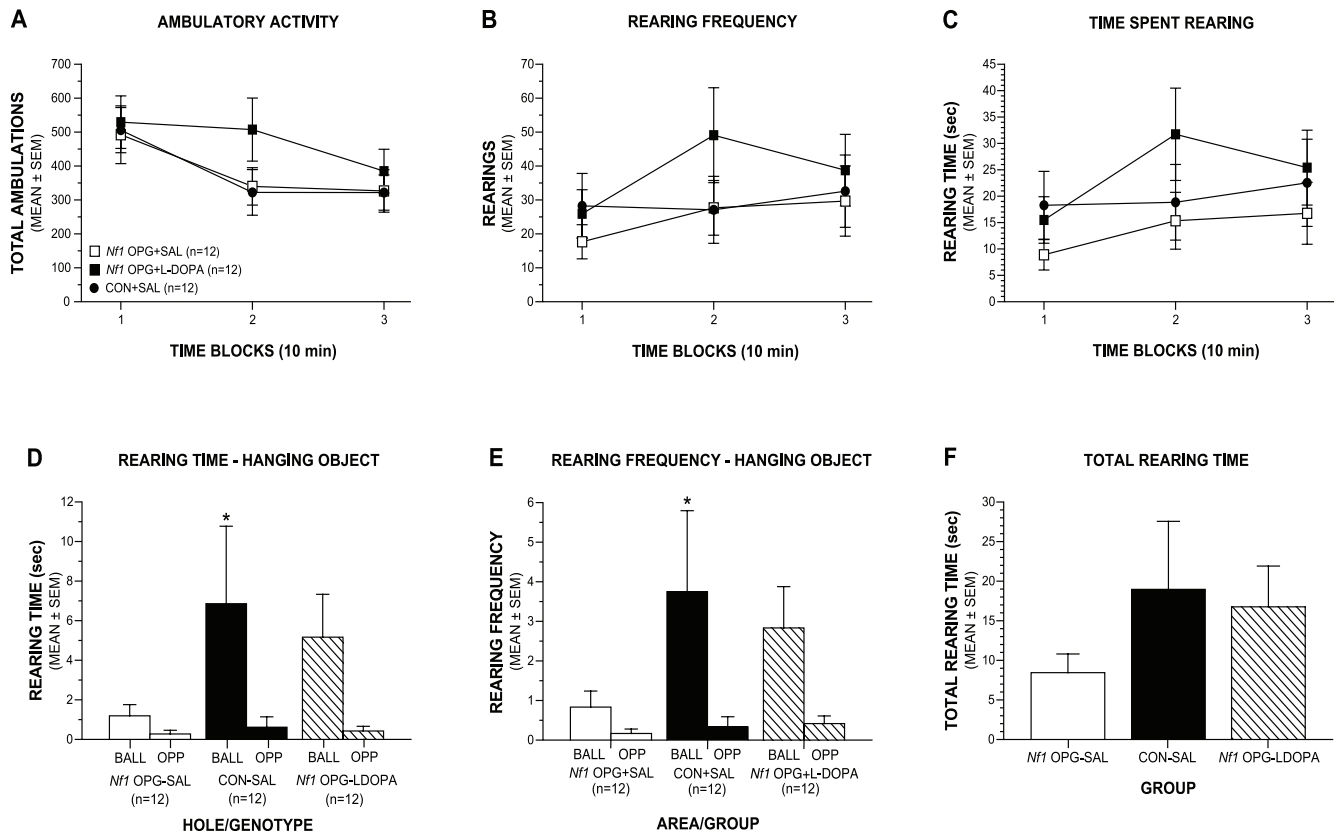 A
AMBULATORY ACTIVITY
TOTAL AMBULATIONS
(MEAN ± SEM)
700
600
500
400
300
200
100
0
Nf1 OPG+SAL (n=12)
Nf1 OPG+L-DOPA (n=12)
CON+SAL (n=12)
1
2
3
TIME BLOCKS (10 min)
B
REARING FREQUENCY
REARINGS
(MEAN ± SEM)
70
60
50
40
30
20
10
0
1
2
3
TIME BLOCKS (10 min)
C
TIME SPENT REARING
REARING TIME (sec)
(MEAN ± SEM)
45
40
35
30
25
20
15
10
5
0
1
2
3
TIME BLOCKS (10 min)
D
REARING TIME - HANGING OBJECT
REARING TIME (sec)
(MEAN ± SEM)
12
10
8
6
4
2
0
*
BALL OPP BALL OPP BALL OPP
Nf1 OPG-SAL CON-SAL Nf1 OPG-LDOPA
(n=12) (n=12) (n=12)
HOLE/GENOTYPE
E
REARING FREQUENCY - HANGING OBJECT
REARING FREQUENCY
(MEAN ± SEM)
6
5
4
3
2
1
0
*
BALL OPP BALL OPP BALL OPP
Nf1 OPG+SAL CON+SAL Nf1 OPG+L-DOPA
(n=12) (n=12) (n=12)
AREA/GROUP
F
TOTAL REARING TIME
TOTAL REARING TIME (sec)
(MEAN ± SEM)
30
25
20
15
10
5
0
Nf1 OPG-SAL CON-SAL Nf1 OPG-LDOPA
GROUP